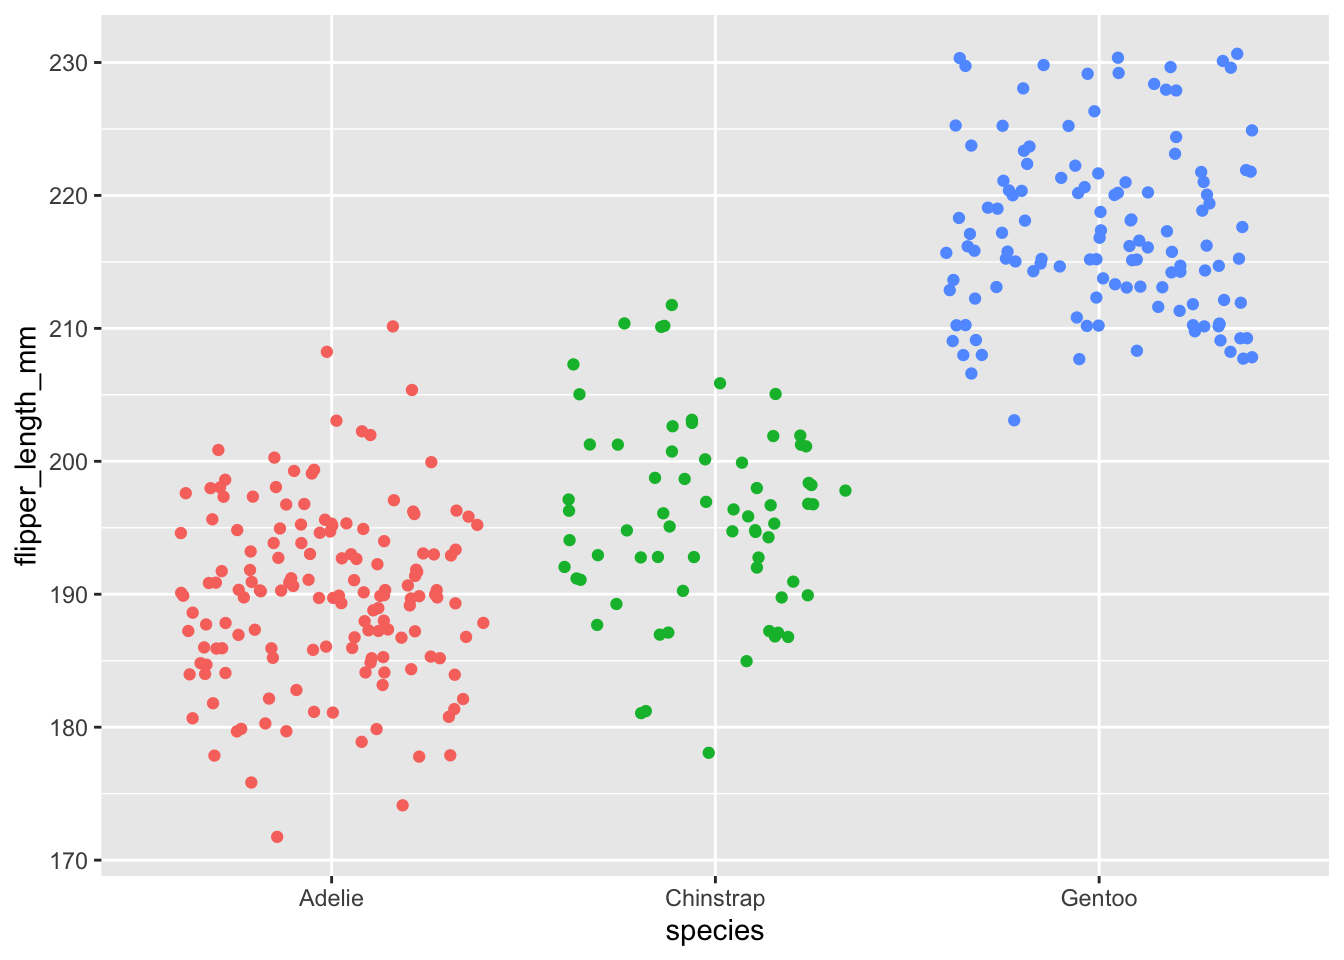 flipper_length_mm
230
220
210
200
190
180
170
Adelie
Chinstrap
Gentoo
species